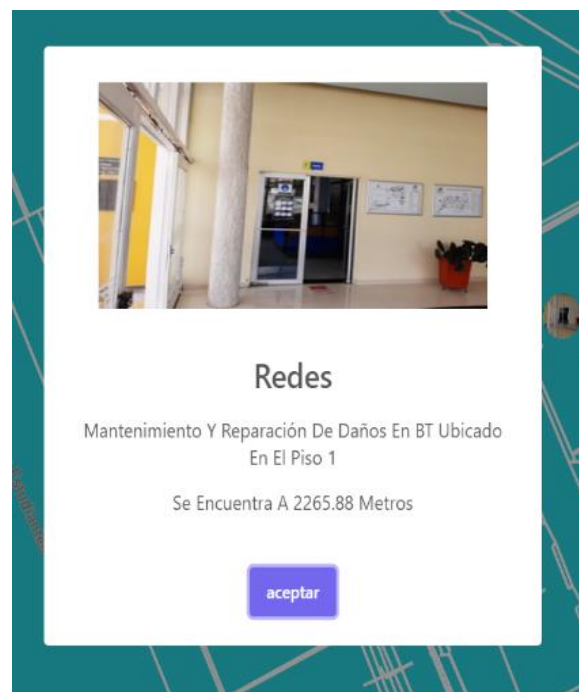 Redes
Mantenimiento Y Reparación De Daños En BT Ubicado
En El Piso 1
Se Encuentra A 2265.88 Metros
aceptar